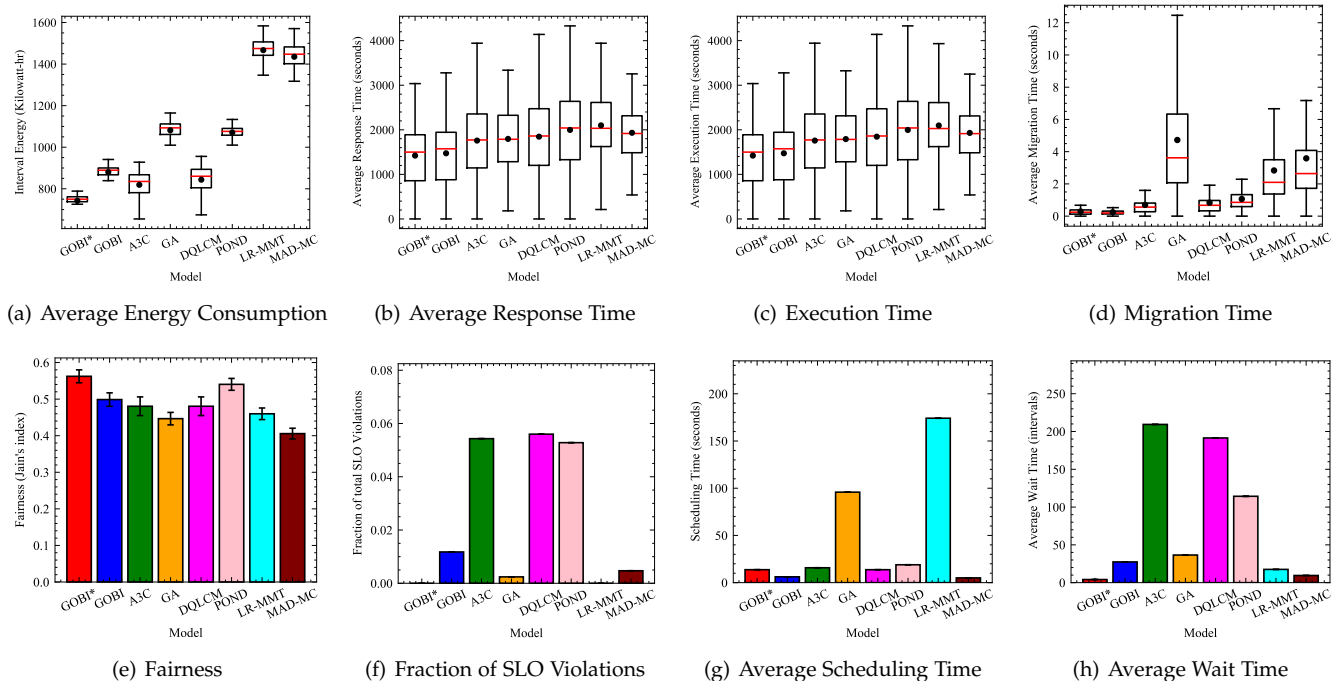 1600
1400
1200
1000
800
Interval Energy (Kilowatt-hr)
GOBI* GOBI A3C GA DQLCM POND LR-MMT MAD-MC
Model
(a) Average Energy Consumption
4000
3000
2000
1000
0
Average Response Time (seconds)
GOBI* GOBI A3C GA DQLCM POND LR-MMT MAD-MC
Model
(b) Average Response Time
4000
3000
2000
1000
0
Average Execution Time (seconds)
GOBI* GOBI A3C GA DQLCM POND LR-MMT MAD-MC
Model
(c) Execution Time
12
10
8
6
4
2
0
Average Migration Time (seconds)
GOBI* GOBI A3C GA DQLCM POND LR-MMT MAD-MC
Model
(d) Migration Time
0.6
0.5
0.4
0.3
0.2
0.1
0.0
Fairness (Jain's index)
GOBI* GOBI A3C GA DQLCM POND LR-MMT MAD-MC
Model
(e) Fairness
0.08
0.06
0.04
0.02
0.00
Fraction of total SLO Violations
GOBI* GOBI A3C GA DQLCM POND LR-MMT MAD-MC
Model
(f) Fraction of SLO Violations
200
150
100
50
0
Scheduling Time (seconds)
GOBI* GOBI A3C GA DQLCM POND LR-MMT MAD-MC
Model
(g) Average Scheduling Time
250
200
150
100
50
0
Average Wait Time (intervals)
GOBI* GOBI A3C GA DQLCM POND LR-MMT MAD-MC
Model
(h) Average Wait Time